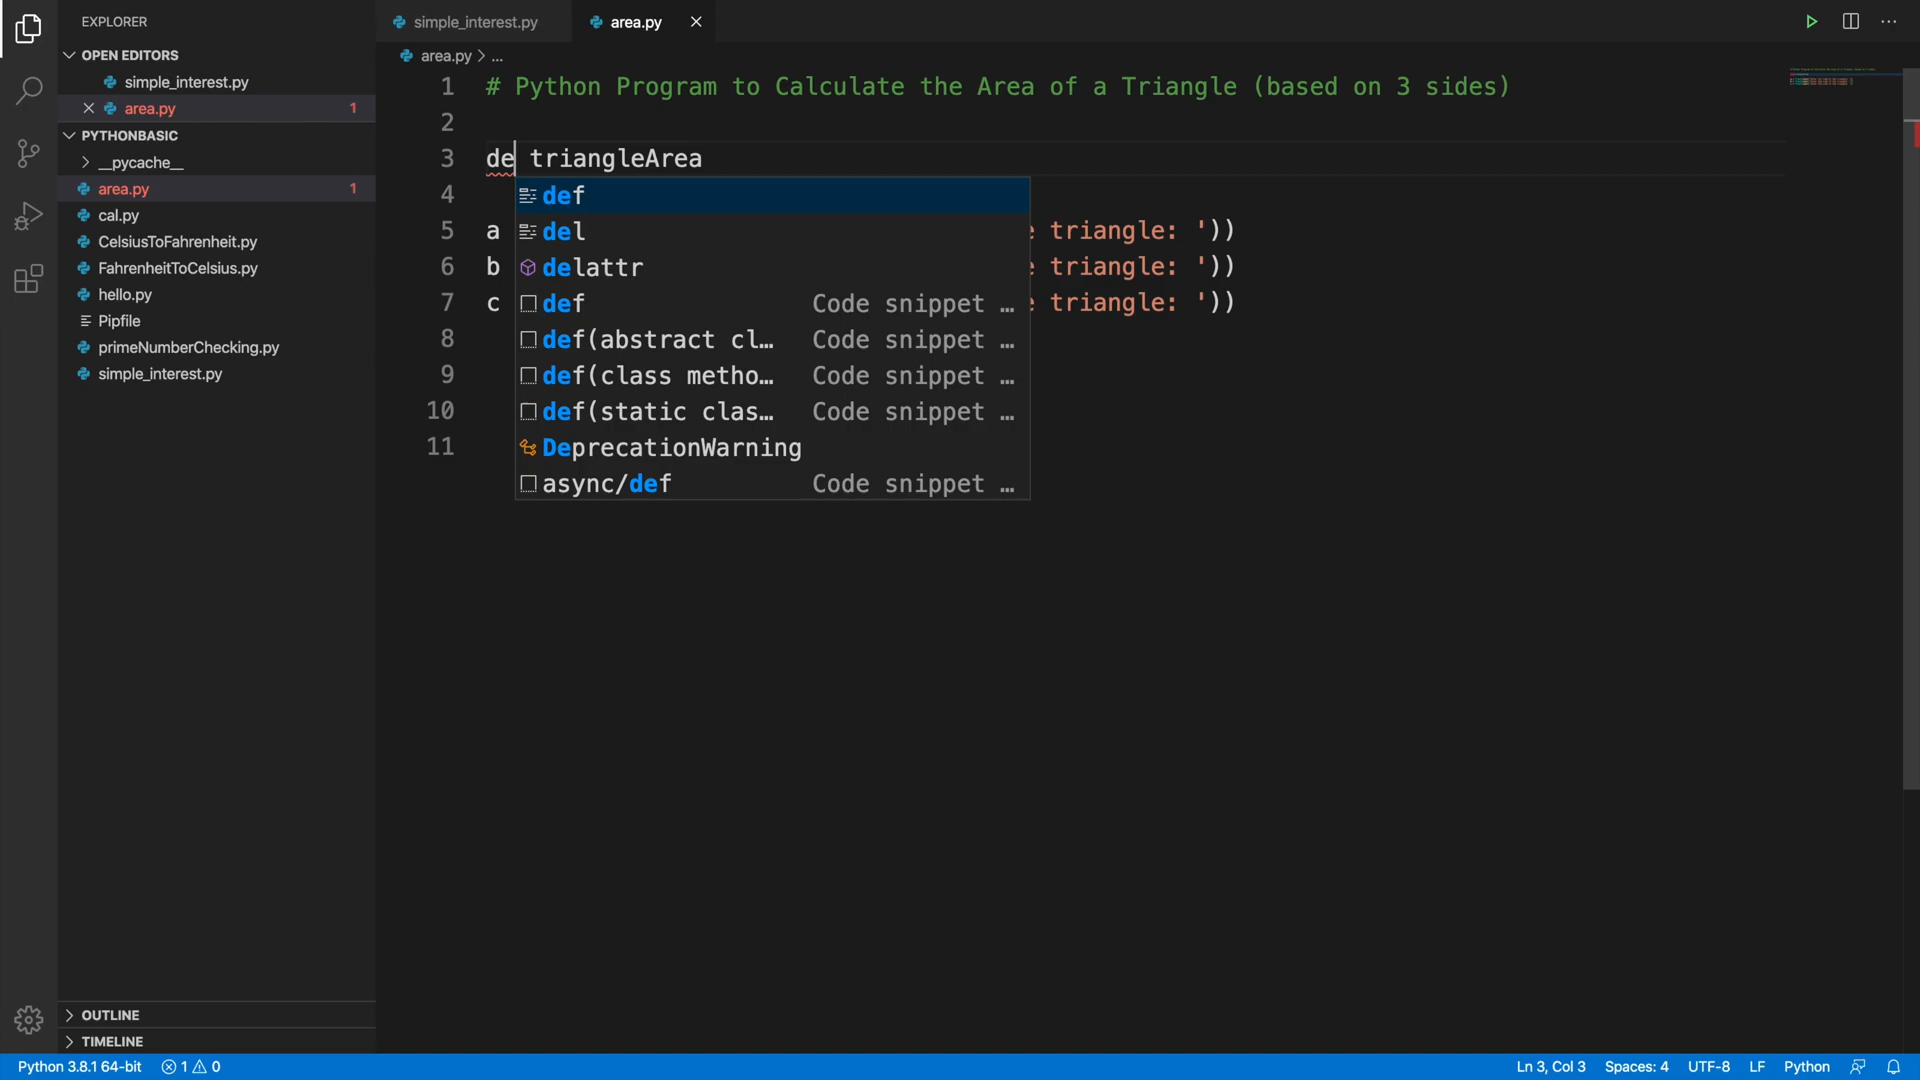 EXPLORER
OPEN EDITORS
simple_interest.py
area.py 1
PYTHONBASIC
__pycache__
area.py 1
cal.py
CelsiusToFahrenheit.py
FahrenheitToCelsius.py
hello.py
Pipfile
primeNumberChecking.py
simple_interest.py
OUTLINE
TIMELINE
simple_interest.py area.py
area.py > ...
1 # Python Program to Calculate the Area of a Triangle (based on 3 sides)
2
3 de triangleArea
4 def
del
5 a triangle: '))
6 b delattr triangle: '))
7 c def Code snippet … triangle: '))
8 def(abstract cl… Code snippet …
9 def(class metho… Code snippet …
10 def(static clas… Code snippet …
11 DeprecationWarning
async/def Code snippet …
Python 3.8.1 64-bit 1 0 Ln 3, Col 3 Spaces: 4 UTF-8 LF Python